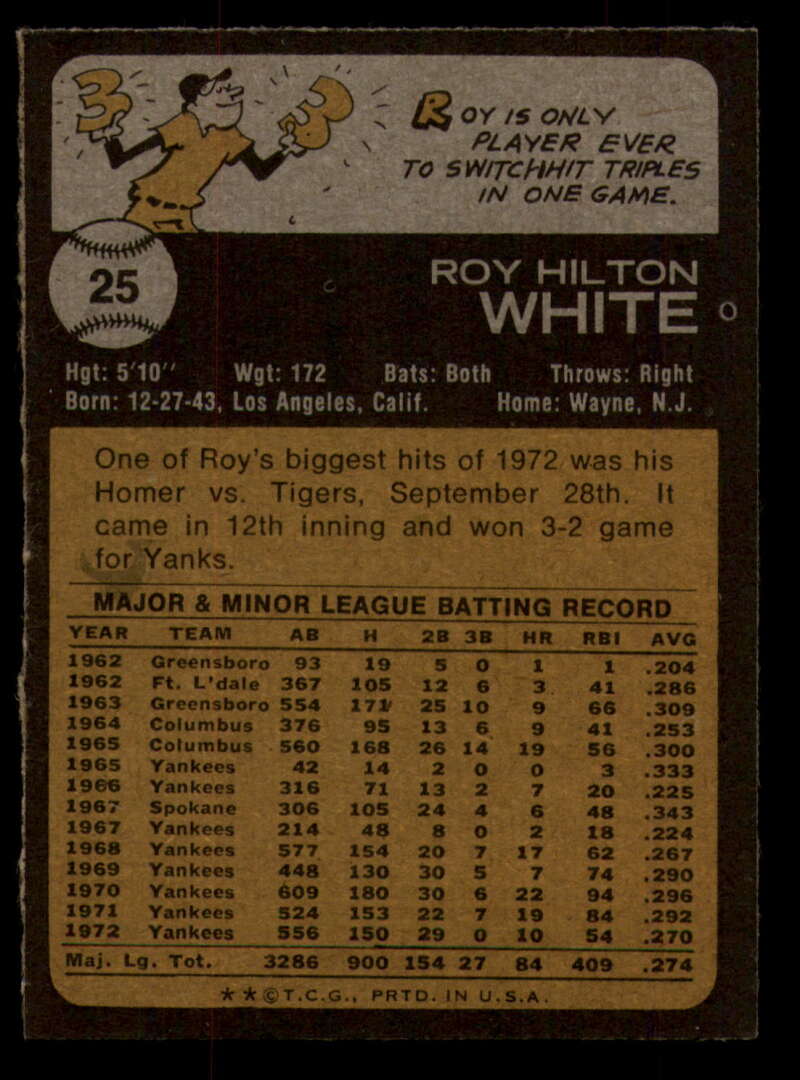 3 3
ROY IS ONLY
PLAYER EVER
TO SWITCHHIT TRIPLES
IN ONE GAME.
25
ROY HILTON
WHITE
Hgt: 5'10" Wgt: 172 Bats: Both Throws: Right
Born: 12-27-43, Los Angeles, Calif. Home: Wayne, N.J.
One of Roy's biggest hits of 1972 was his
Homer vs. Tigers, September 28th. It
came in 12th inning and won 3-2 game
for Yanks.
MAJOR & MINOR LEAGUE BATTING RECORD
YEAR TEAM AB H 2B 3B HR RBI AVG
1962 Greensboro 93 19 5 0 1 1 .204
1962 Ft. L'dale 367 105 12 6 3 41 .286
1963 Greensboro 554 171 25 10 9 66 .309
1964 Columbus 376 95 13 6 9 41 .253
1965 Columbus 560 168 26 14 19 56 .300
1965 Yankees 42 14 2 0 0 3 .333
1966 Yankees 316 71 13 2 7 20 .225
1967 Spokane 306 105 24 4 6 48 .343
1967 Yankees 214 48 8 0 2 18 .224
1968 Yankees 577 154 20 7 17 62 .267
1969 Yankees 448 130 30 5 7 74 .290
1970 Yankees 609 180 30 6 22 94 .296
1971 Yankees 524 153 22 7 19 84 .292
1972 Yankees 556 150 29 0 10 54 .270
Maj. Lg. Tot. 3286 900 154 27 84 409 .274
★ ★ © T.C.G., PRTD. IN U.S.A.